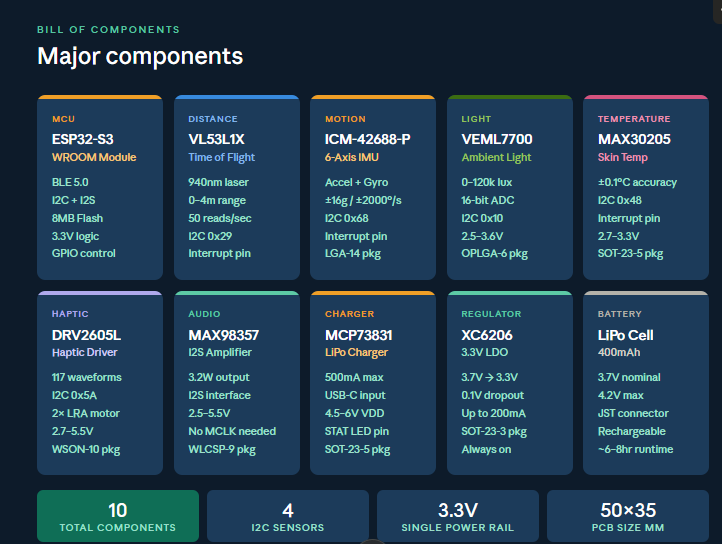 BILL OF COMPONENTS
Major components
MCU
ESP32-S3
WROOM Module
BLE 5.0
I2C + I2S
8MB Flash
3.3V logic
GPIO control
DISTANCE
VL53L1X
Time of Flight
940nm laser
0–4m range
50 reads/sec
I2C 0x29
Interrupt pin
MOTION
ICM-42688-P
6-Axis IMU
Accel + Gyro
±16g / ±2000°/s
I2C 0x68
Interrupt pin
LGA-14 pkg
LIGHT
VEML7700
Ambient Light
0–120k lux
16-bit ADC
I2C 0x10
2.5–3.6V
OPLGA-6 pkg
TEMPERATURE
MAX30205
Skin Temp
±0.1°C accuracy
I2C 0x48
Interrupt pin
2.7–3.3V
SOT-23-5 pkg
HAPTIC
DRV2605L
Haptic Driver
117 waveforms
I2C 0x5A
2× LRA motor
2.7–5.5V
WSON-10 pkg
AUDIO
MAX98357
I2S Amplifier
3.2W output
I2S interface
2.5–5.5V
No MCLK needed
WLCSP-9 pkg
CHARGER
MCP73831
LiPo Charger
500mA max
USB-C input
4.5–6V VDD
STAT LED pin
SOT-23-5 pkg
REGULATOR
XC6206
3.3V LDO
3.7V → 3.3V
0.1V dropout
Up to 200mA
SOT-23-3 pkg
Always on
BATTERY
LiPo Cell
400mAh
3.7V nominal
4.2V max
JST connector
Rechargeable
~6–8hr runtime
10
TOTAL COMPONENTS
4
I2C SENSORS
3.3V
SINGLE POWER RAIL
50×35
PCB SIZE MM